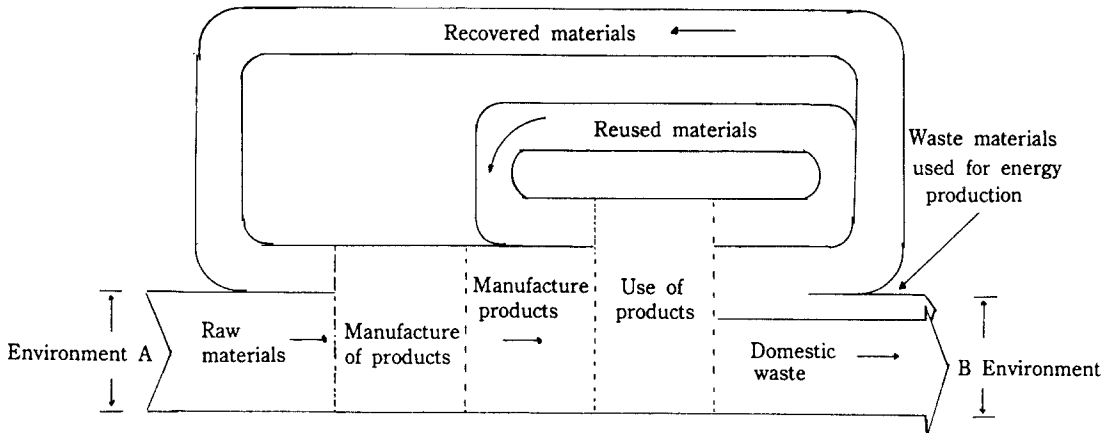 Recovered materials
Reused materials
Waste materials
used for energy
production
Manufacture
products
Use of
products
Raw
materials
Manufacture
of products
Environment A
Domestic
waste
B Environment